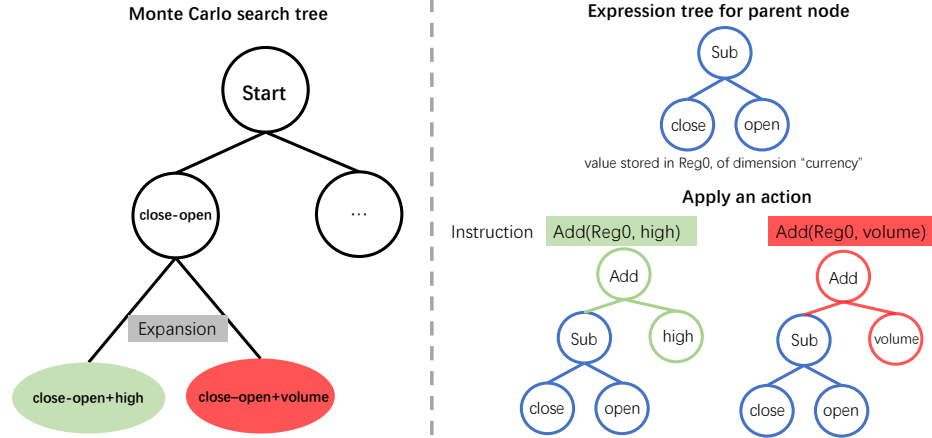 Monte Carlo search tree
Start
close-open
...
Expansion
close-open+high
close–open+volume
Expression tree for parent node
Sub
close
open
value stored in Reg0, of dimension “currency”
Apply an action
Instruction
Add(Reg0, high)
Add(Reg0, volume)
Add
Sub
high
close
open
Add
Sub
volume
close
open